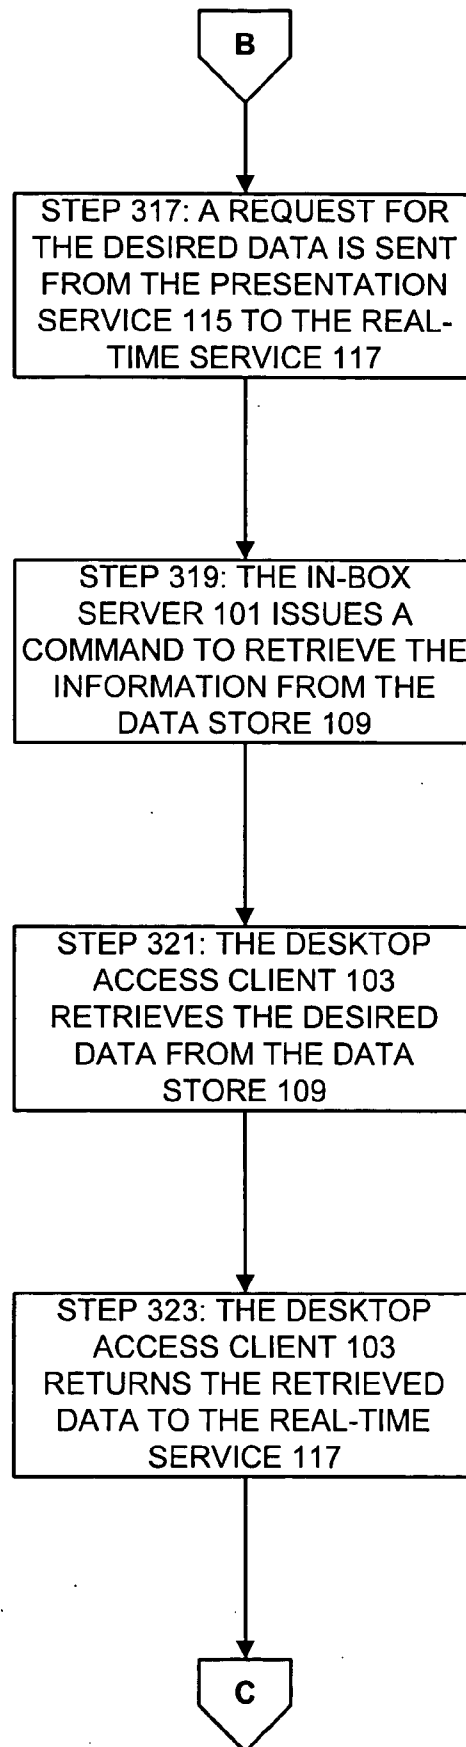 B
STEP 317: A REQUEST FOR
THE DESIRED DATA IS SENT
FROM THE PRESENTATION
SERVICE 115 TO THE REAL-
TIME SERVICE 117
STEP 319: THE IN-BOX
SERVER 101 ISSUES A
COMMAND TO RETRIEVE THE
INFORMATION FROM THE
DATA STORE 109
STEP 321: THE DESKTOP
ACCESS CLIENT 103
RETRIEVES THE DESIRED
DATA FROM THE DATA
STORE 109
STEP 323: THE DESKTOP
ACCESS CLIENT 103
RETURNS THE RETRIEVED
DATA TO THE REAL-TIME
SERVICE 117
C